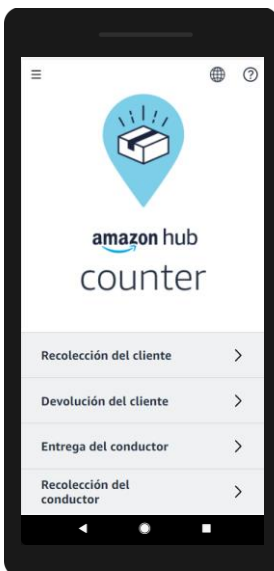 amazon hub
counter
Recolección del cliente
Devolución del cliente
Entrega del conductor
Recolección del
conductor